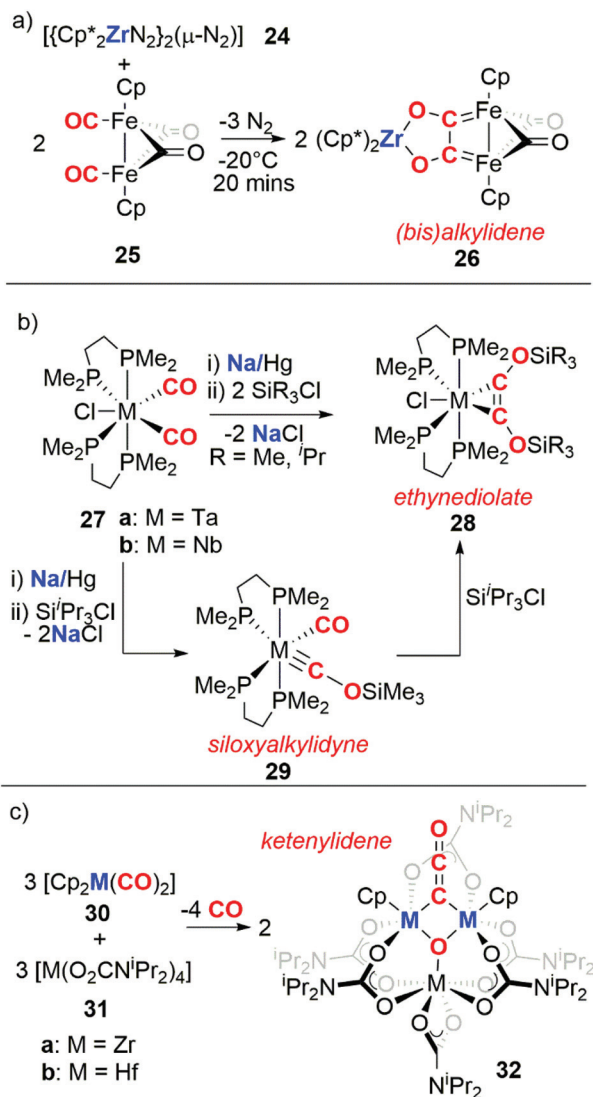 a)
[{Cp*2ZrN2}2(μ-N2)] 24
+
Cp
OC
Fe
O
2
O
OC
Fe
Cp
25
-3 N2
-20°C
20 mins
2 (Cp*)2Zr
O
C
Fe
O
O
C
Fe
O
Cp
Cp
(bis)alkylidene
26
b)
PMe2
Me2P
CO
Cl
M
CO
Me2P
PMe2
27 a: M = Ta
b: M = Nb
i) Na/Hg
ii) 2 SiR3Cl
-2 NaCl
R = Me, iPr
PMe2
OSiR3
Me2P
C
Cl
M
C
Me2P
PMe2
OSiR3
ethynediolate
28
i) Na/Hg
ii) SiiPr3Cl
- 2NaCl
PMe2
Me2P
CO
M
C
Me2P
PMe2
OSiMe3
siloxyalkylidyne
29
SiiPr3Cl
c)
3 [Cp2M(CO)2]
30
+
3 [M(O2CNiPr2)4]
31
a: M = Zr
b: M = Hf
-4 CO
2
ketenylidene
O
NiPr2
C
O
O
Cp
C
Cp
M
M
O
O
O
O
O
iPr2N
NiPr2
O
O
M
O
O
iPr2N
NiPr2
O
O
NiPr2
32